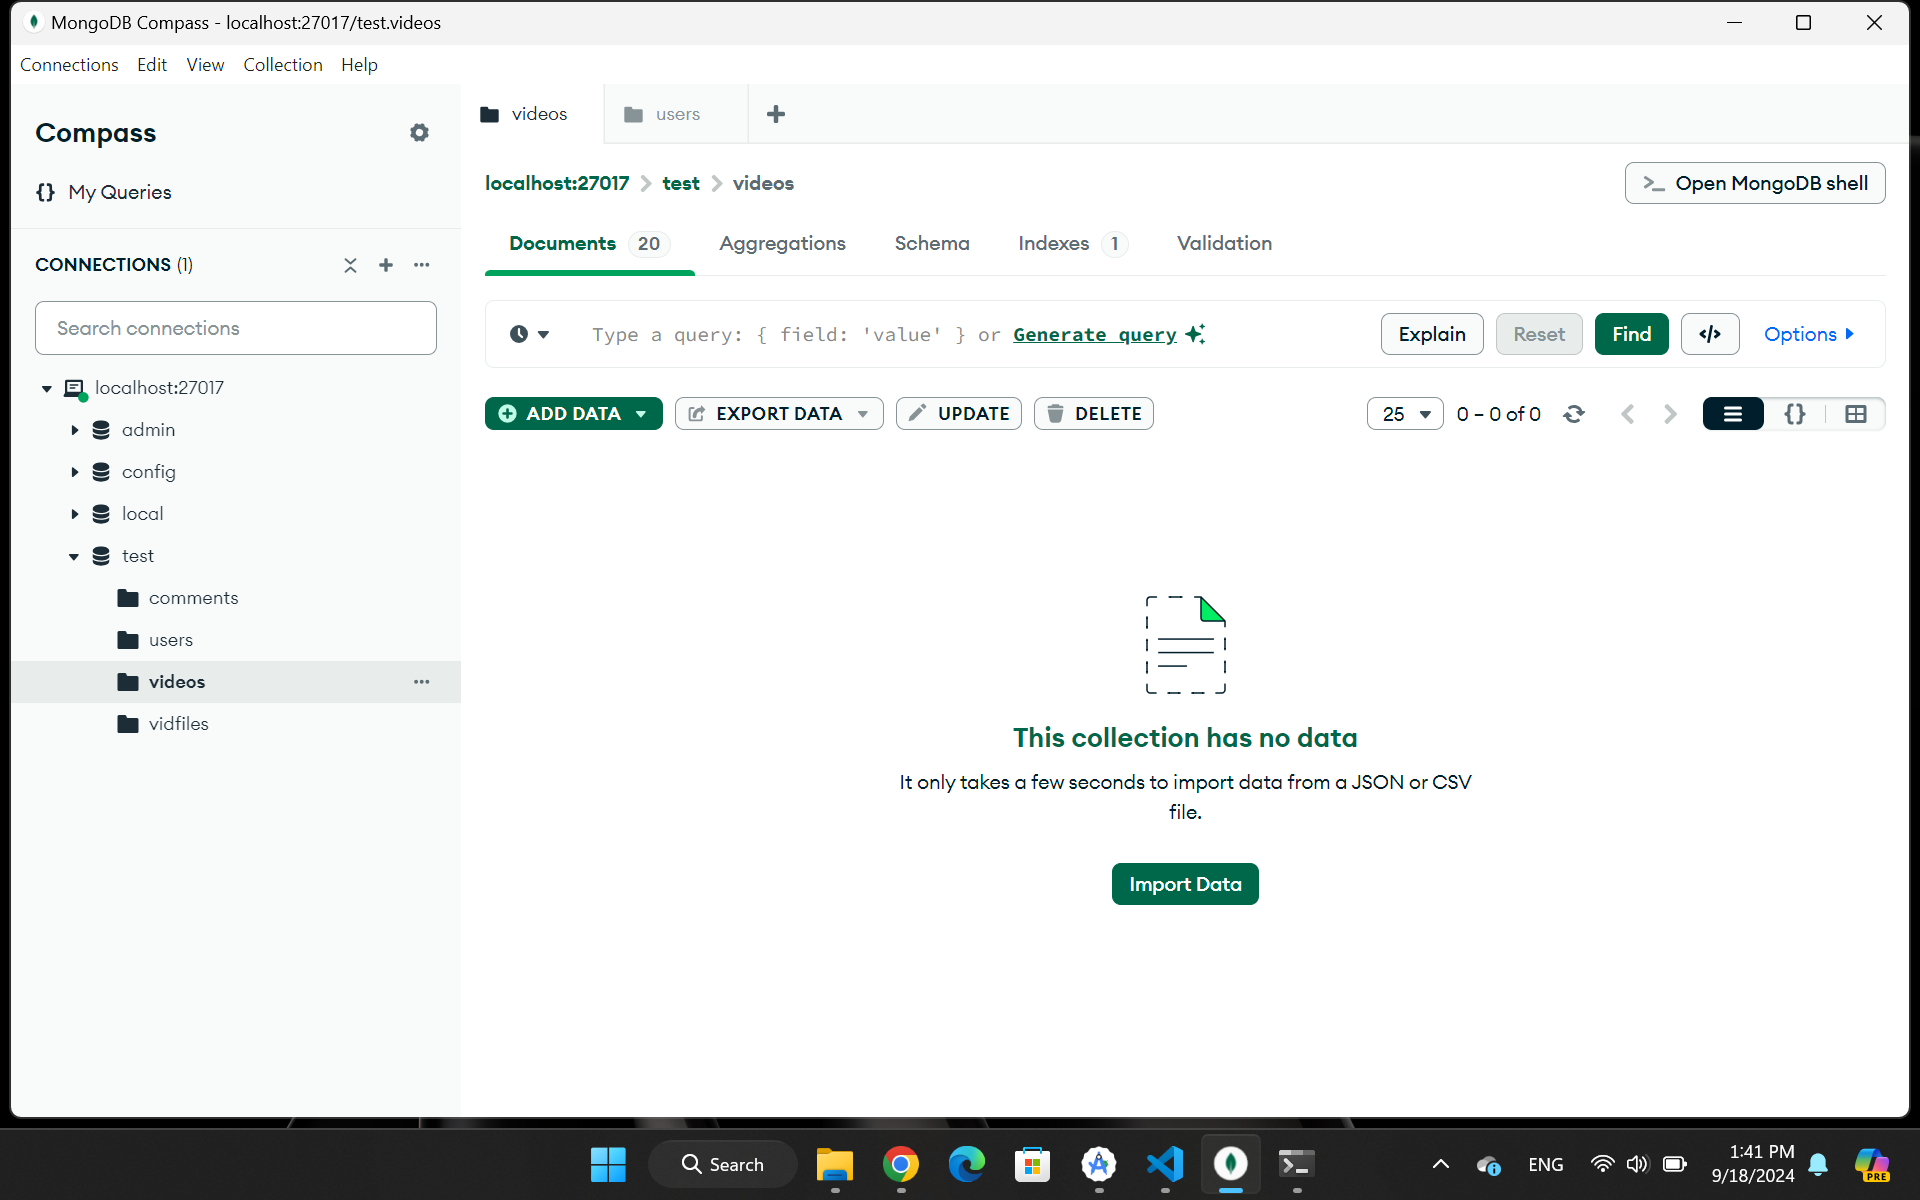 MongoDB Compass - localhost:27017/test.videos
Connections Edit View Collection Help
Compass
{} My Queries
CONNECTIONS (1)
Search connections
localhost:27017
admin
config
local
test
comments
users
videos
vidfiles
videos users
localhost:27017 > test > videos
>_ Open MongoDB shell
Documents 20 Aggregations Schema Indexes 1 Validation
Type a query: { field: 'value' } or Generate query
Explain Reset Find </> Options
ADD DATA EXPORT DATA UPDATE DELETE
25 0 – 0 of 0 {}
This collection has no data
It only takes a few seconds to import data from a JSON or CSV
file.
Import Data
Search
ENG
1:41 PM
9/18/2024
PRE